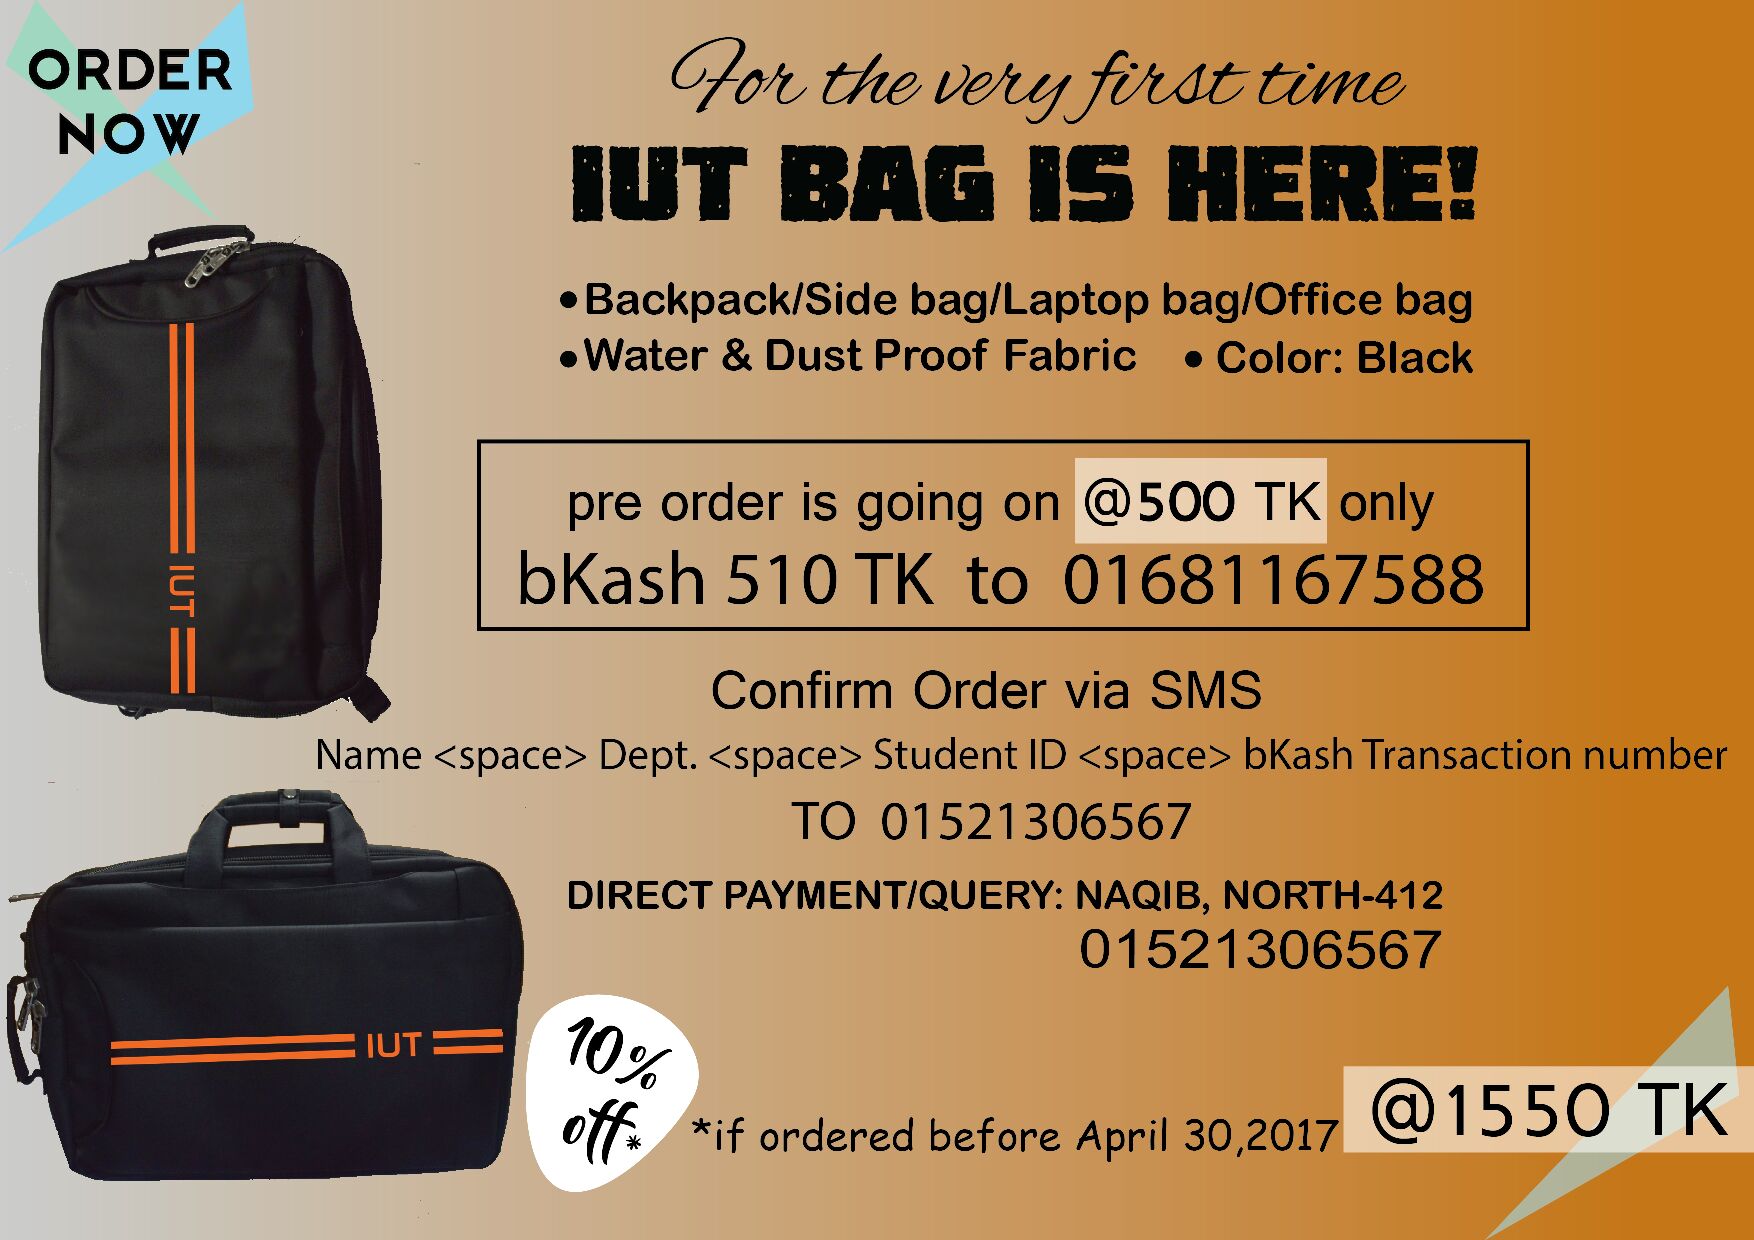 ORDER
NOW
For the very first time
IUT BAG IS HERE!
•Backpack/Side bag/Laptop bag/Office bag
•Water & Dust Proof Fabric • Color: Black
pre order is going on @500 TK only
bKash 510 TK to 01681167588
Confirm Order via SMS
Name <space> Dept. <space> Student ID <space> bKash Transaction number
TO 01521306567
DIRECT PAYMENT/QUERY: NAQIB, NORTH-412
01521306567
IUT
IUT
10%
off*
*if ordered before April 30,2017
@1550 TK